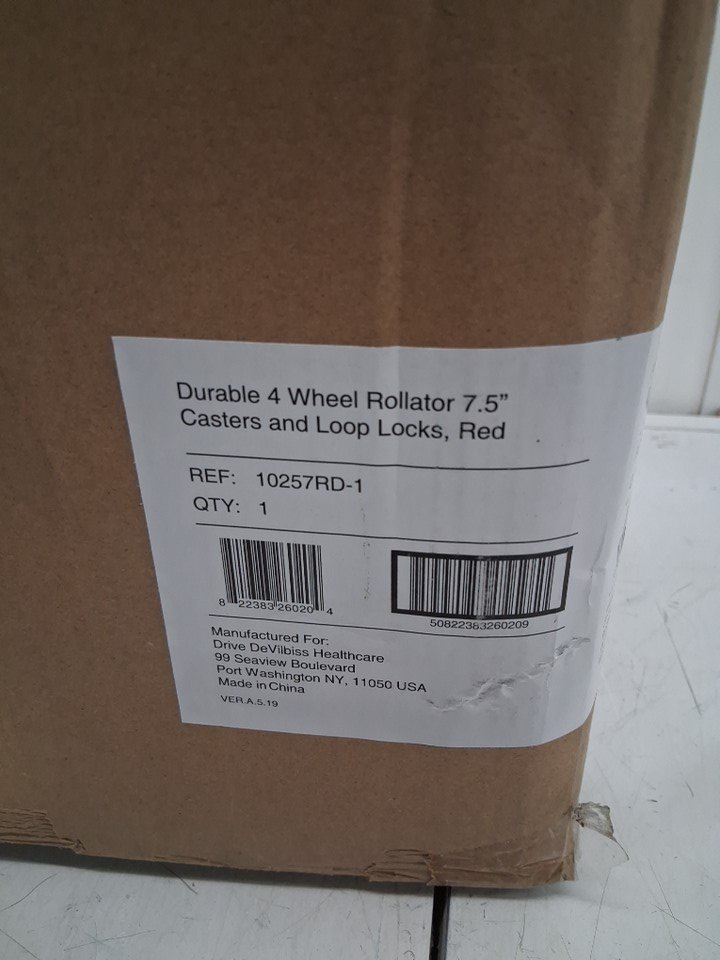 Durable 4 Wheel Rollator 7.5”
Casters and Loop Locks, Red
REF: 10257RD-1
QTY: 1
8 22383 26020 4
50822383260209
Manufactured For:
Drive DeVilbiss Healthcare
99 Seaview Boulevard
Port Washington NY, 11050 USA
Made in China
VER.A.5.19